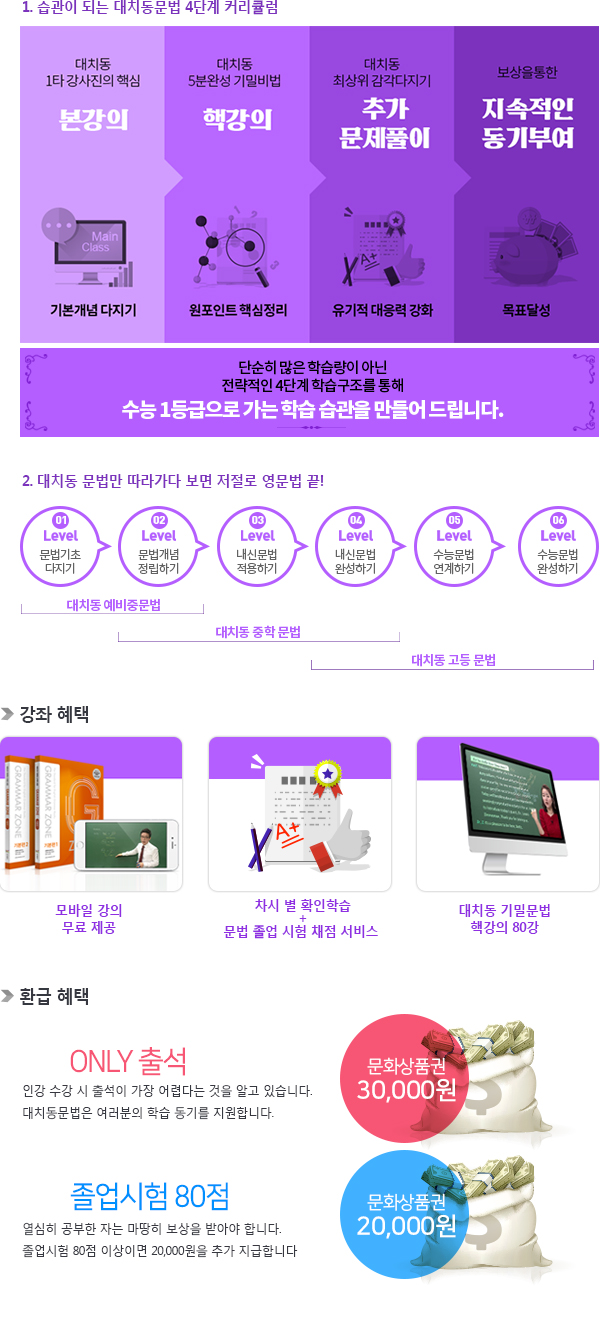 1. 습관이 되는 대치동문법 4단계 커리큘럼
대치동
1타 강사진의 핵심
본강의
Main
Class
기본개념 다지기
대치동
5분완성 기밀비법
핵강의
원포인트 핵심정리
대치동
최상위 감각다지기
추가
문제풀이
A+
유기적 대응력 강화
보상을통한
지속적인
동기부여
목표달성
단순히 많은 학습량이 아닌
전략적인 4단계 학습구조를 통해
수능 1등급으로 가는 학습 습관을 만들어 드립니다.
2. 대치동 문법만 따라가다 보면 저절로 영문법 끝!
01
Level
문법기초
다지기
02
Level
문법개념
정립하기
03
Level
내신문법
적용하기
04
Level
내신문법
완성하기
05
Level
수능문법
연계하기
06
Level
수능문법
완성하기
대치동 예비중문법
대치동 중학 문법
대치동 고등 문법
강좌 혜택
GRAMMAR ZONE
GRAMMAR ZONE
G
A+
모바일 강의
무료 제공
차시 별 확인학습
+
문법 졸업 시험 채점 서비스
대치동 기밀문법
핵강의 80강
환급 혜택
ONLY 출석
인강 수강 시 출석이 가장 어렵다는 것을 알고 있습니다.
대치동문법은 여러분의 학습 동기를 지원합니다.
문화상품권
30,000원
졸업시험 80점
열심히 공부한 자는 마땅히 보상을 받아야 합니다.
졸업시험 80점 이상이면 20,000원을 추가 지급합니다
문화상품권
20,000원